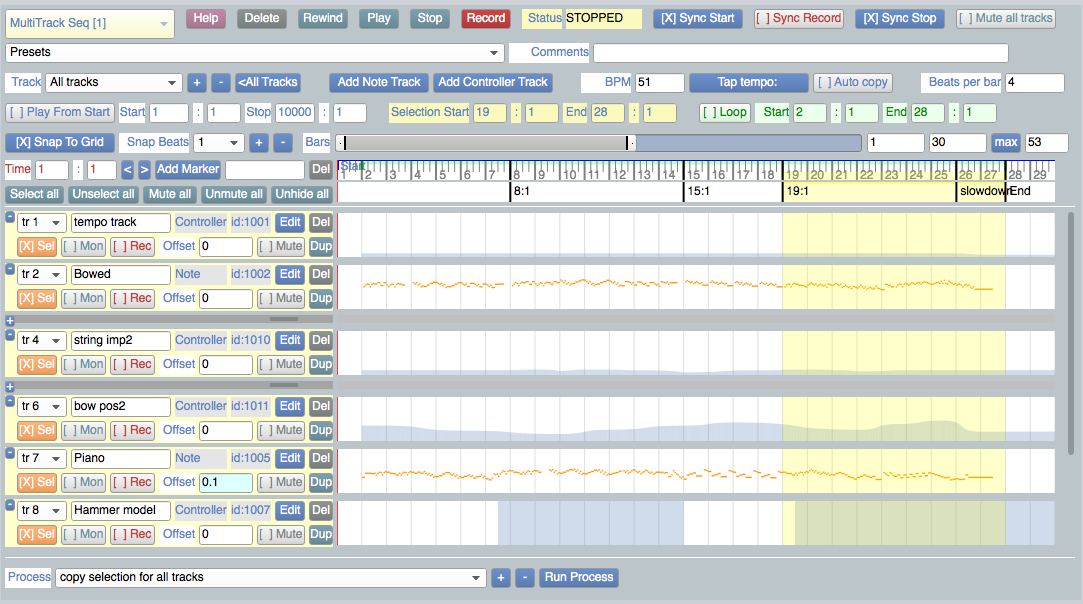 MultiTrack Seq [1] Help Delete Rewind Play Stop Record Status STOPPED [X] Sync Start [ ] Sync Record [X] Sync Stop [ ] Mute all tracks
Presets Comments
Track All tracks + - <All Tracks Add Note Track Add Controller Track BPM 51 Tap tempo: [ ] Auto copy Beats per bar 4
[ ] Play From Start Start 1 : 1 Stop 10000 : 1 Selection Start 19 : 1 End 28 : 1 [ ] Loop Start 2 : 1 End 28 : 1
[X] Snap To Grid Snap Beats 1 + - Bars 1 30 max 53
Time 1 : 1 < > Add Marker Del Start 2 3 4 5 6 7 8 9 10 11 12 13 14 15 16 17 18 19 20 21 22 23 24 25 26 27 28 29
Select all Unselect all Mute all Unmute all Unhide all 8:1 15:1 19:1 slowdown End
- tr 1 tempo track Controller id:1001 Edit Del
[X] Sel [ ] Mon [ ] Rec Offset 0 [ ] Mute Dup
- tr 2 Bowed Note id:1002 Edit Del
[X] Sel [ ] Mon [ ] Rec Offset 0 [ ] Mute Dup
+
- tr 4 string imp2 Controller id:1010 Edit Del
[X] Sel [ ] Mon [ ] Rec Offset 0 [ ] Mute Dup
+
- tr 6 bow pos2 Controller id:1011 Edit Del
[X] Sel [ ] Mon [ ] Rec Offset 0 [ ] Mute Dup
- tr 7 Piano Note id:1005 Edit Del
[X] Sel [ ] Mon [ ] Rec Offset 0.1 [ ] Mute Dup
- tr 8 Hammer model Controller id:1007 Edit Del
[X] Sel [ ] Mon [ ] Rec Offset 0 [ ] Mute Dup
Process copy selection for all tracks + - Run Process